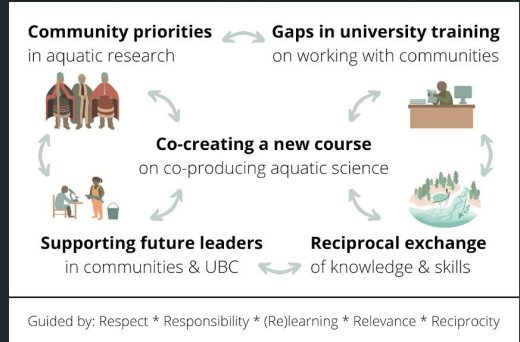 Community priorities
in aquatic research
Gaps in university training
on working with communities
Co-creating a new course
on co-producing aquatic science
Supporting future leaders
in communities & UBC
Reciprocal exchange
of knowledge & skills
Guided by: Respect * Responsibility * (Re)learning * Relevance * Reciprocity